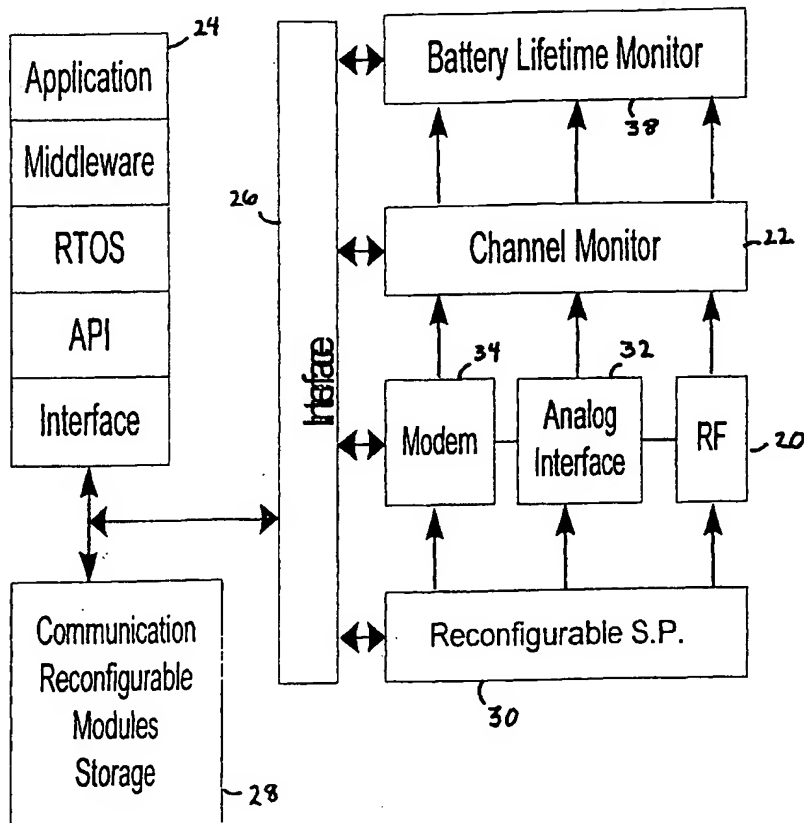 24
Application
Middleware
RTOS
API
Interface
Communication
Reconfigurable
Modules
Storage
28
26
Interface
Battery Lifetime Monitor
38
Channel Monitor
22
34
Modem
32
Analog
Interface
RF
20
Reconfigurable S.P.
30